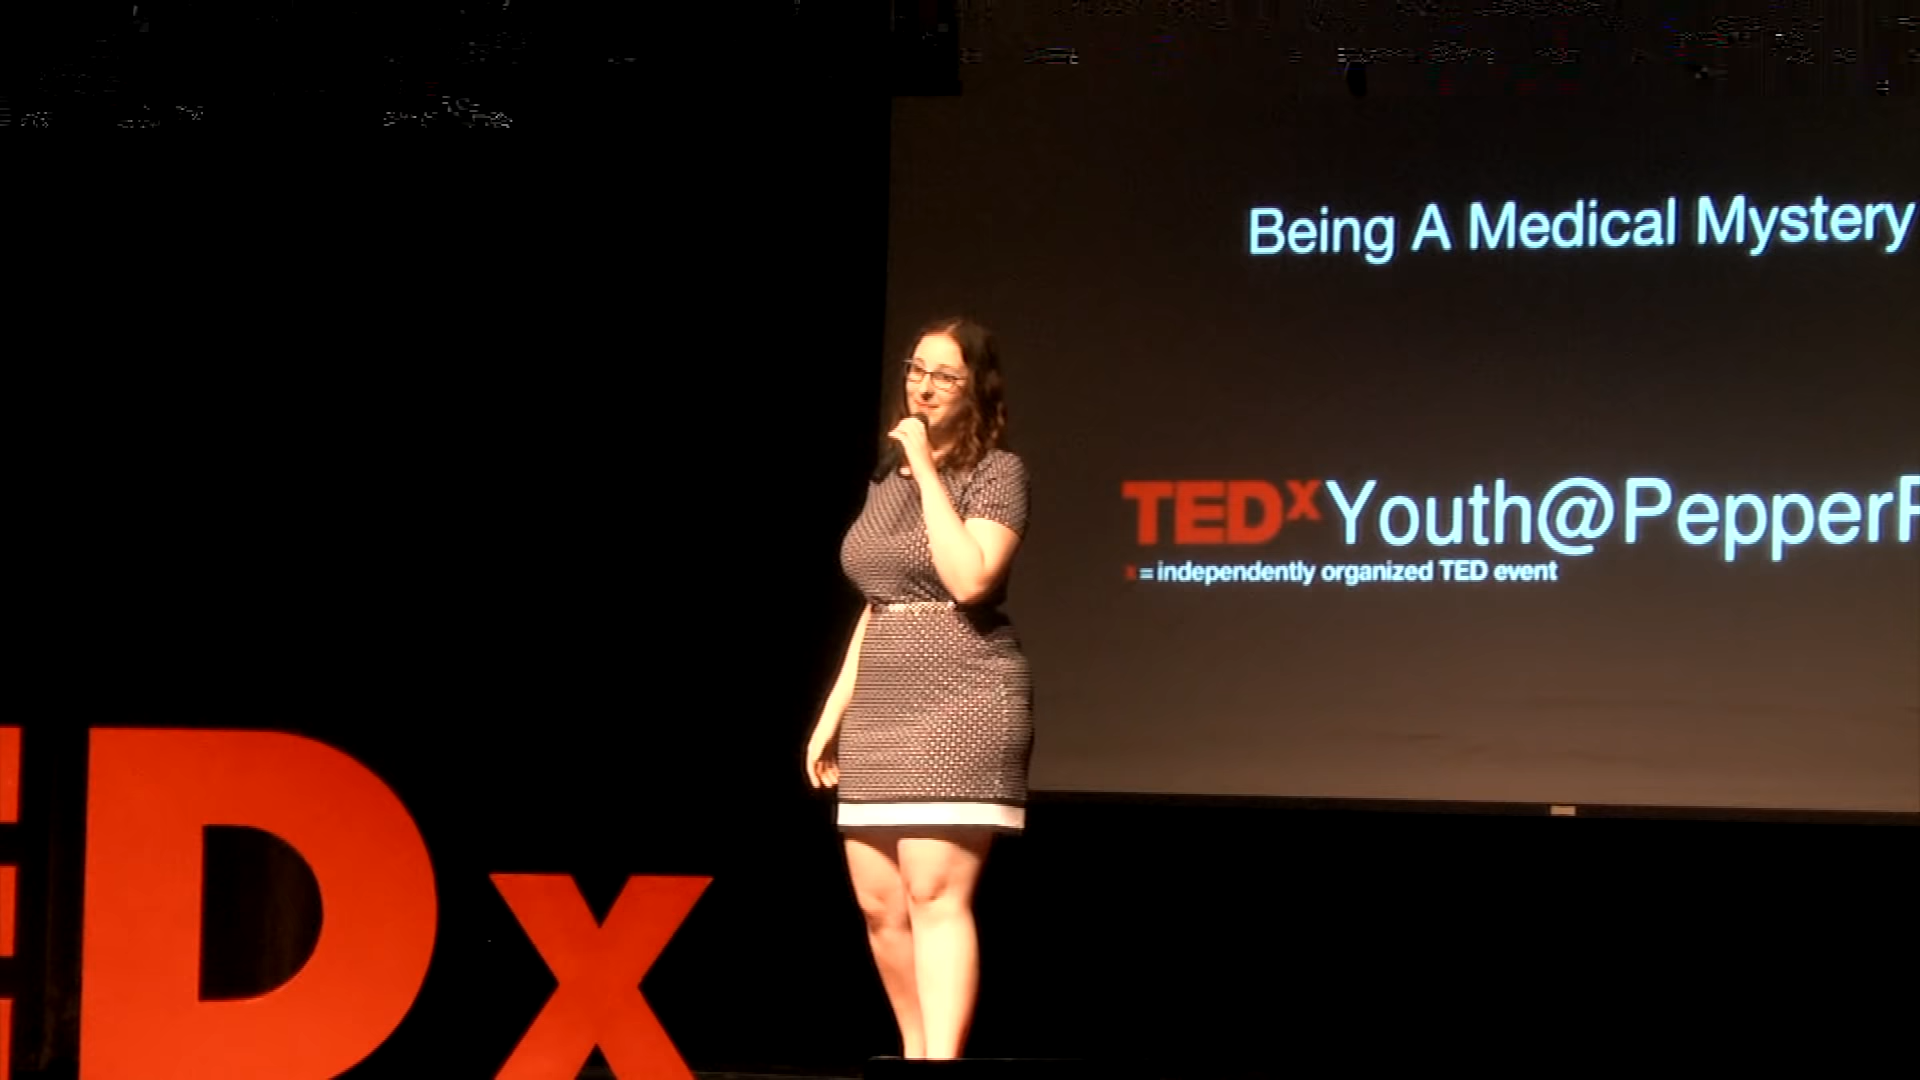 Being A Medical Mystery
TEDxYouth@Pepper
x = independently organized TED event
EDx